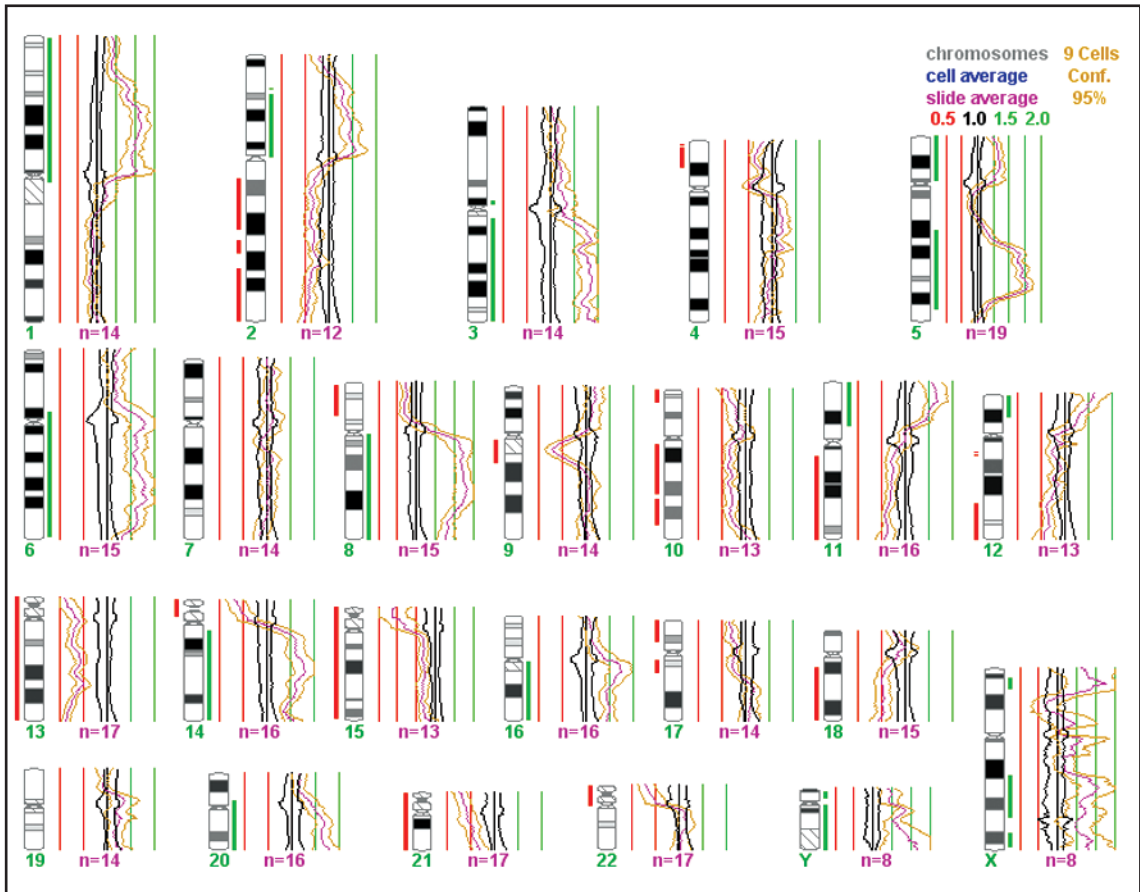 chromosomes 9 Cells
cell average Conf.
slide average 95%
0.5 1.0 1.5 2.0
1 n=14
2 n=12
3 n=14
4 n=15
5 n=19
6 n=15
7 n=14
8 n=15
9 n=14
10 n=13
11 n=16
12 n=13
13 n=17
14 n=16
15 n=13
16 n=16
17 n=14
18 n=15
19 n=14
20 n=16
21 n=17
22 n=17
Y n=8
X n=8